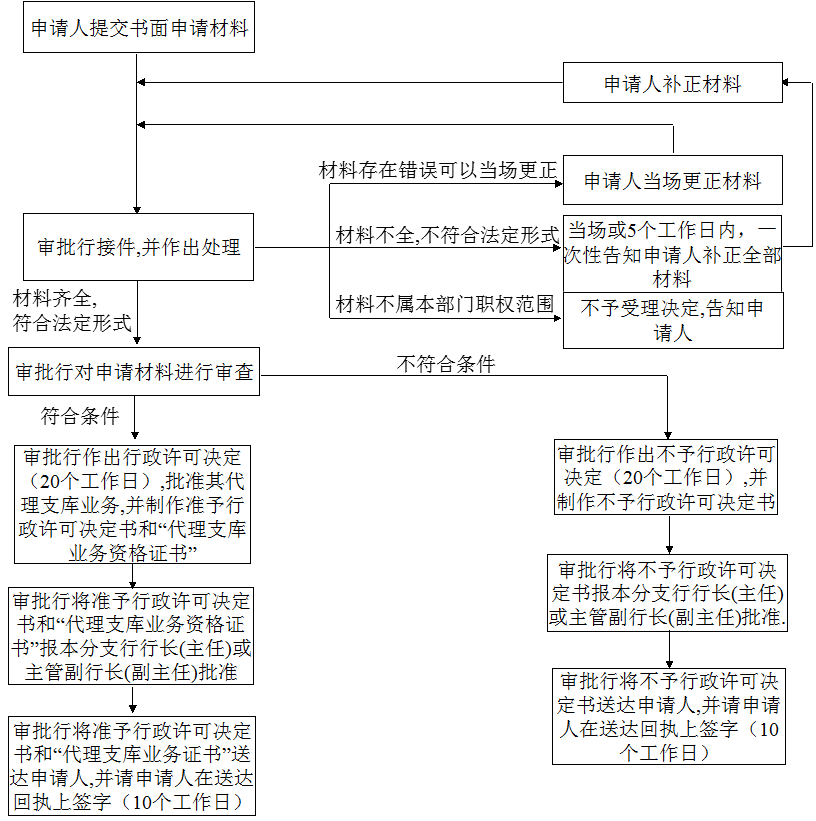 申请人提交书面申请材料
申请人补正材料
材料存在错误可以当场更正
申请人当场更正材料
审批行接件,并作出处理
材料不全,不符合法定形式
当场或5个工作日内，一
次性告知申请人补正全部
材料
材料不属本部门职权范围
不予受理决定,告知申
请人
材料齐全,
符合法定形式
审批行对申请材料进行审查
不符合条件
符合条件
审批行作出行政许可决定
（20个工作日）,批准其代
理支库业务,并制作准予行
政许可决定书和“代理支库
业务资格证书”
审批行将准予行政许可决定
书和“代理支库业务资格证
书”报本分支行行长(主任)或
主管副行长(副主任)批准
审批行将准予行政许可决定
书和“代理支库业务证书”送
达申请人,并请申请人在送达
回执上签字（10个工作日）
审批行作出不予行政许可
决定（20个工作日）,并
制作不予行政许可决定书
审批行将不予行政许可决
定书报本分支行行长(主任)
或主管副行长(副主任)批准.
审批行将不予行政许可决
定书送达申请人,并请申请
人在送达回执上签字（10
个工作日）